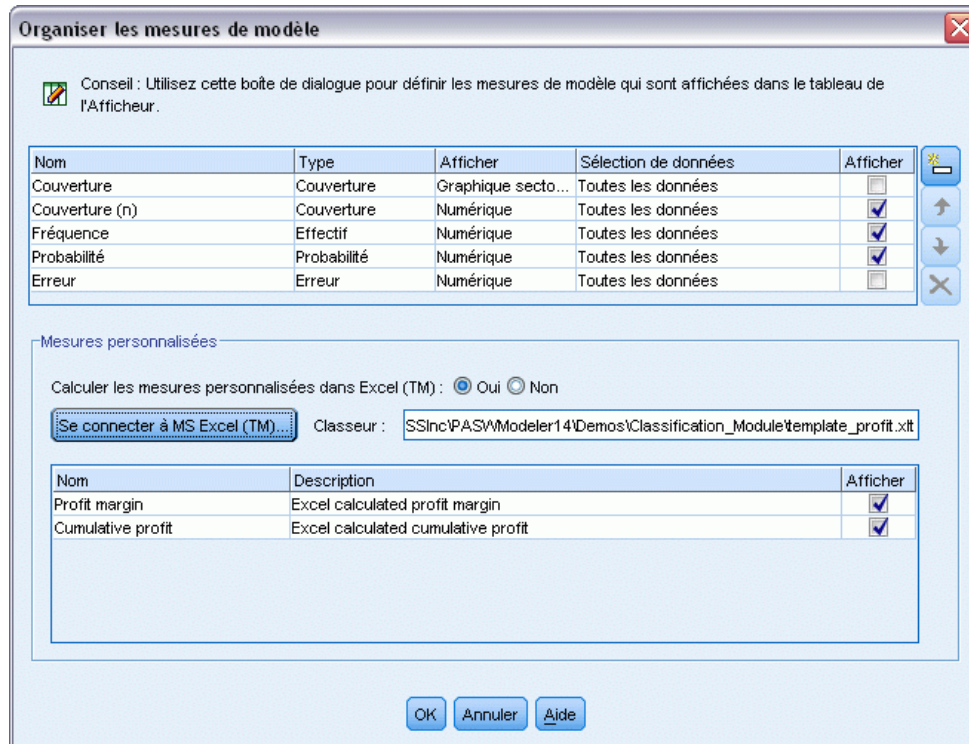 Organiser les mesures de modèle
Conseil : Utilisez cette boîte de dialogue pour définir les mesures de modèle qui sont affichées dans le tableau de
l'Afficheur.
Nom Type Afficher Sélection de données Afficher
Couverture Couverture Graphique secto... Toutes les données
Couverture (n) Couverture Numérique Toutes les données
Fréquence Effectif Numérique Toutes les données
Probabilité Probabilité Numérique Toutes les données
Erreur Erreur Numérique Toutes les données
Mesures personnalisées
Calculer les mesures personnalisées dans Excel (TM) : Oui Non
Se connecter à MS Excel (TM)... Classeur : SSInc\PASWModeler14\Demos\Classification_Module\template_profit.xlt
Nom Description Afficher
Profit margin Excel calculated profit margin
Cumulative profit Excel calculated cumulative profit
OK Annuler Aide